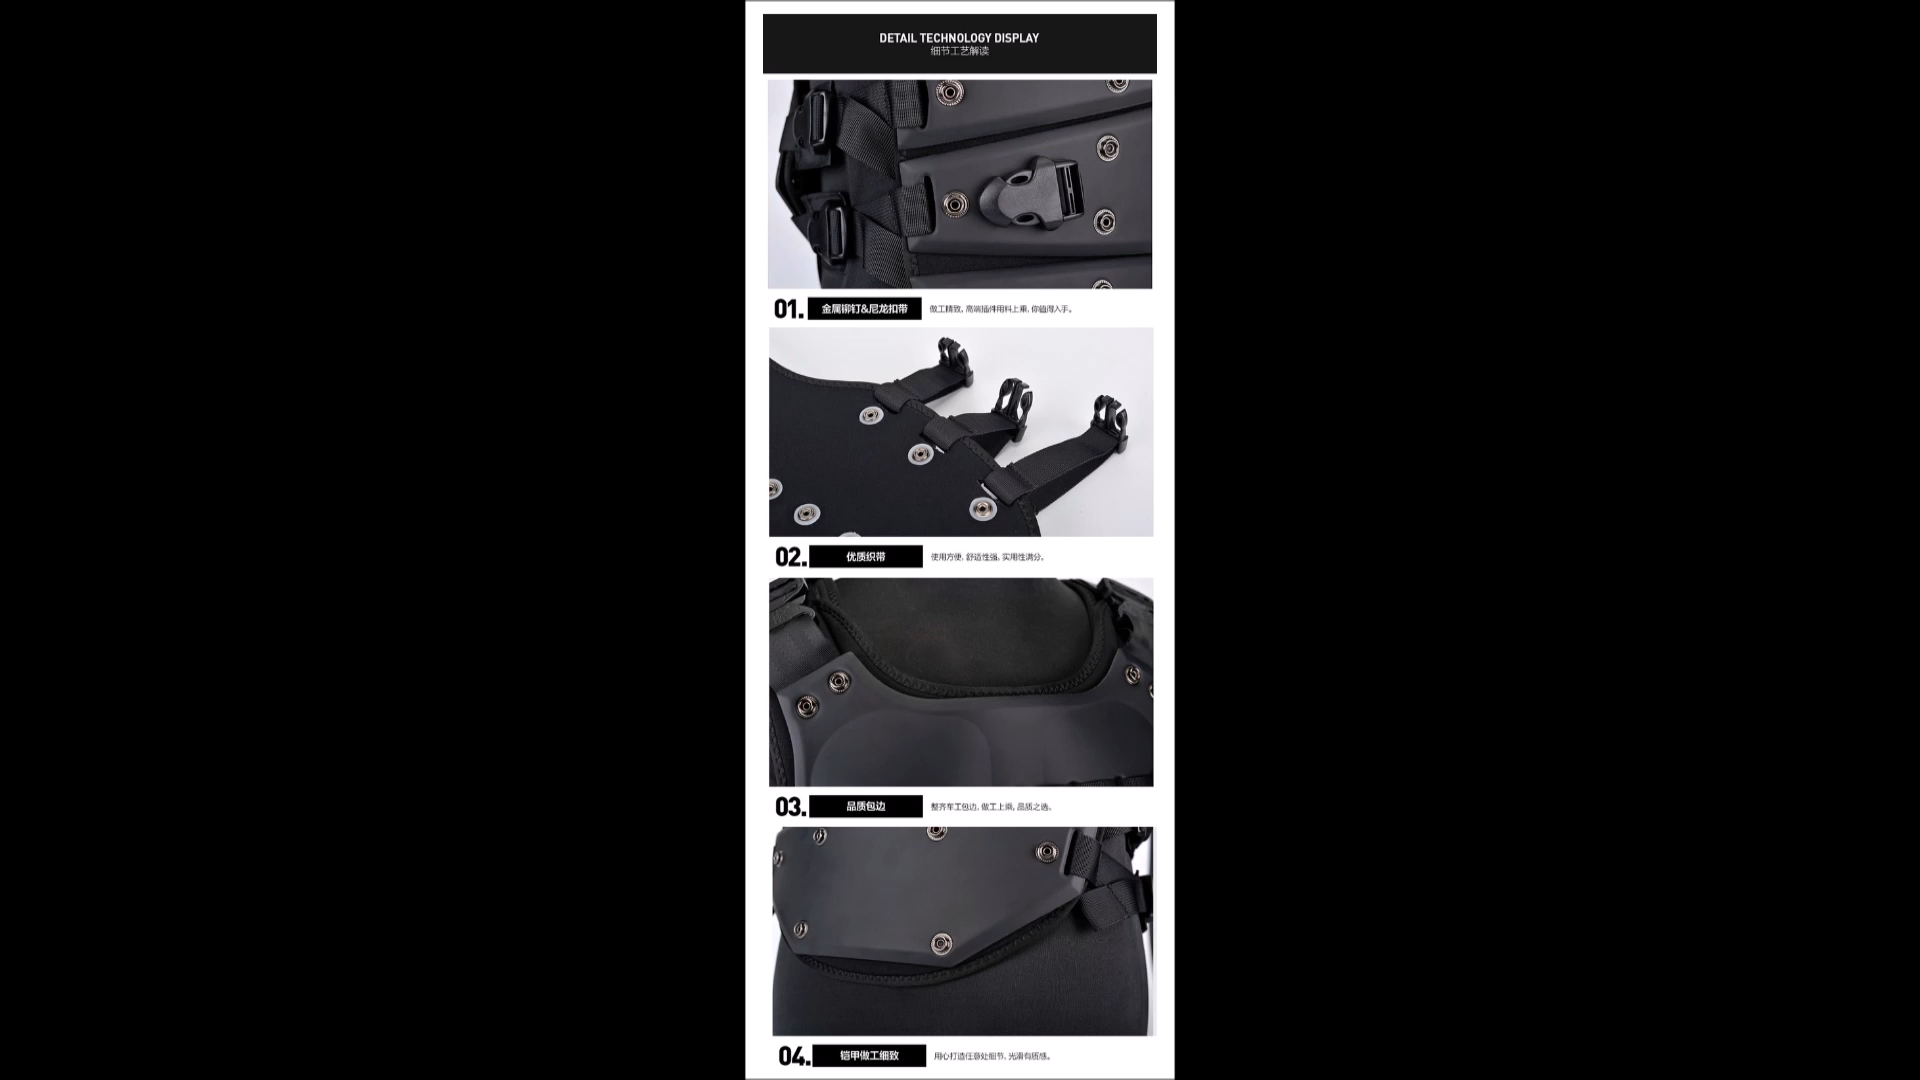 DETAIL TECHNOLOGY DISPLAY
细节工艺解读
01. 金属铆钉&尼龙扣带 做工精致, 高端插件用料上乘, 你值得入手。
02. 优质织带 使用方便, 舒适性强, 实用性满分。
03. 品质包边 整齐车工包边, 做工上乘, 品质之选。
04. 铠甲做工细致 用心打造任意处细节, 光滑有质感。